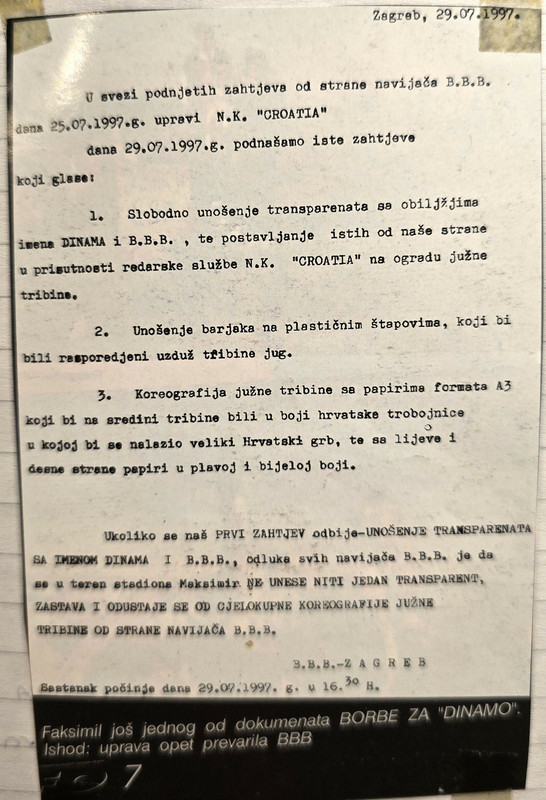 Zagreb, 29.07.1997.
U svezi podnjetih zahtjeva od strane navijača B.B.B.
dana 25.07.1997.g. upravi N.K. "CROATIA"
dana 29.07.1997.g. podnašamo iste zahtjeve
koji glase:
1. Slobodno unošenje transparenata sa obiljžjima
imena DINAMA i B.B.B. , te postavljanje istih od naše strane
u prisutnosti redarske službe N.K. "CROATIA" na ogradu južne
tribine.
2. Unošenje barjaka na plastičnim štapovima, koji bi
bili rasporedjeni uzduž tribine jug.
3. Koreografija južne tribine sa papirima formata A3
koji bi na sredini tribine bili u boji hrvatske trobojnice
u kojoj bi se nalazio veliki Hrvatski grb, te sa lijeve i
desne strane papiri u plavoj i bijeloj boji.
Ukoliko se naš PRVI ZAHTJEV odbije-UNOŠENJE TRANSPARENATA
SA IMENOM DINAMA I B.B.B., odluka svih navijača B.B.B. je da
se u teren stadiona Maksimir NE UNESE NITI JEDAN TRANSPARENT,
ZASTAVA I ODUSTAJE SE OD CJELOKUPNE KOREOGRAFIJE JUŽNE
TRIBINE OD STRANE NAVIJAČA B.B.B.
B.B.B.-Z A G R E B
Sastanak počinje dana 29.07.1997. g. u 16.30 H.
Faksimil još jednog od dokumenata BORBE ZA "DINAMO".
Ishod: uprava opet prevarila BBB
7